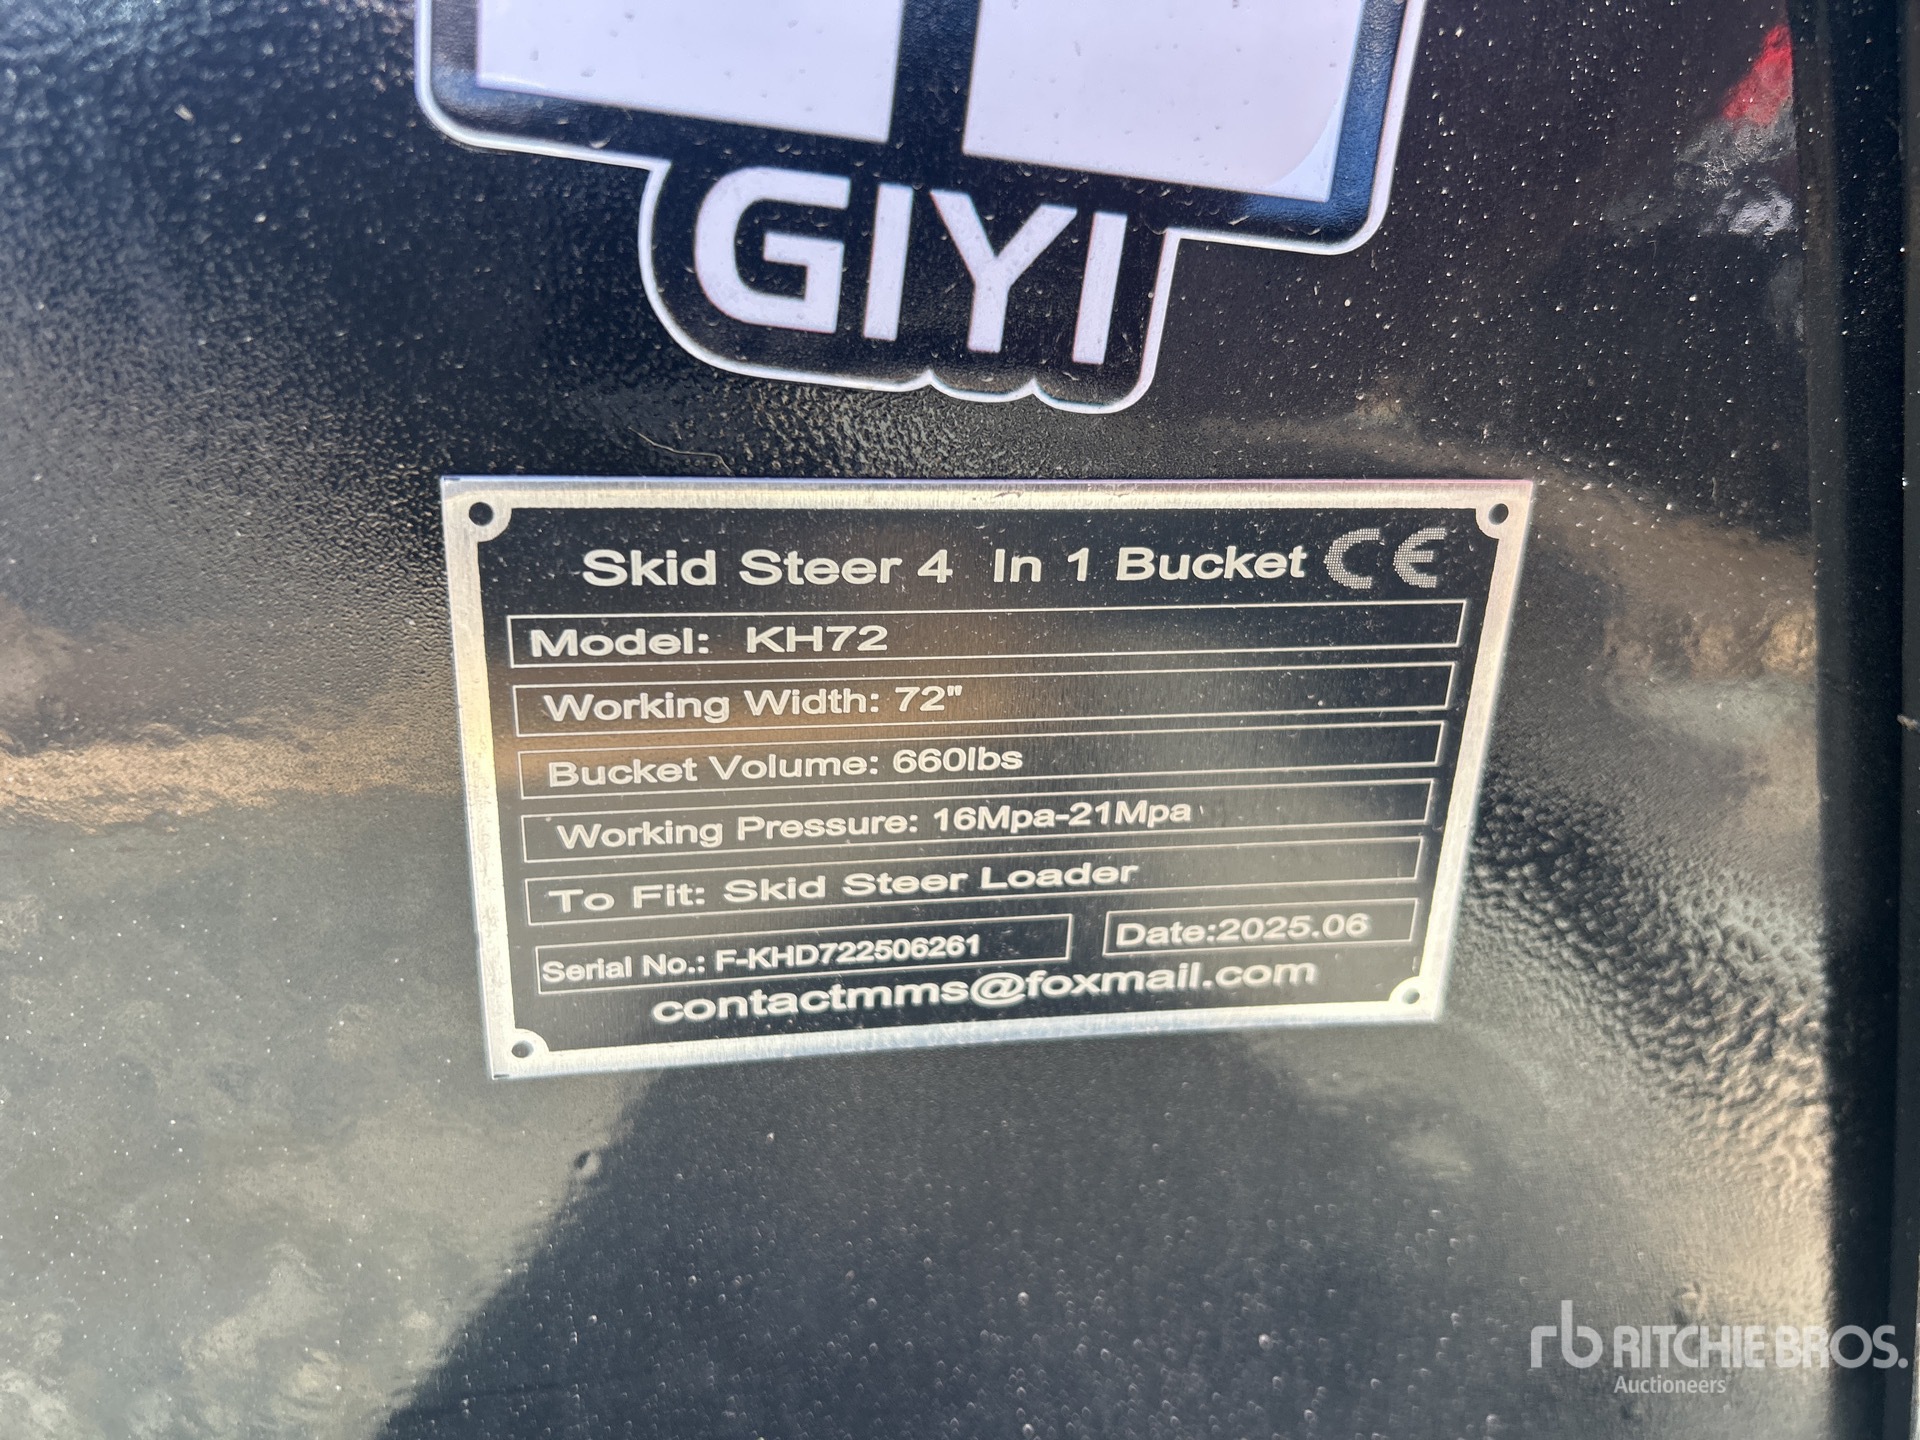 GIYI
Skid Steer 4 In 1 Bucket CE
Model: KH72
Working Width: 72"
Bucket Volume: 660lbs
Working Pressure: 16Mpa-21Mpa
To Fit: Skid Steer Loader
Serial No.: F-KHD722506261 Date:2025.06
contactmms@foxmail.com
rb RITCHIE BROS.
Auctioneers